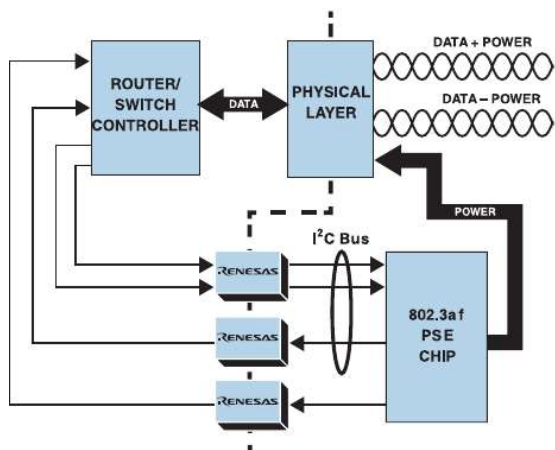 DATA + POWER
ROUTER/
SWITCH
CONTROLLER
DATA
PHYSICAL
LAYER
DATA – POWER
POWER
I²C Bus
RENESAS
RENESAS
RENESAS
802.3af
PSE
CHIP